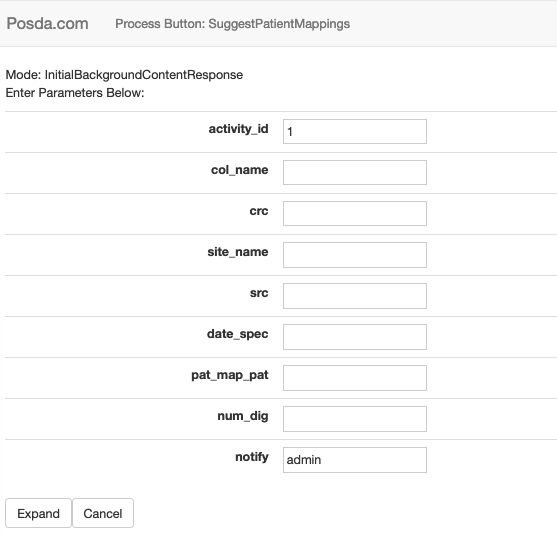 Posda.com Process Button: SuggestPatientMappings
Mode: InitialBackgroundContentResponse
Enter Parameters Below:
activity_id 1
col_name
crc
site_name
src
date_spec
pat_map_pat
num_dig
notify admin
Expand Cancel